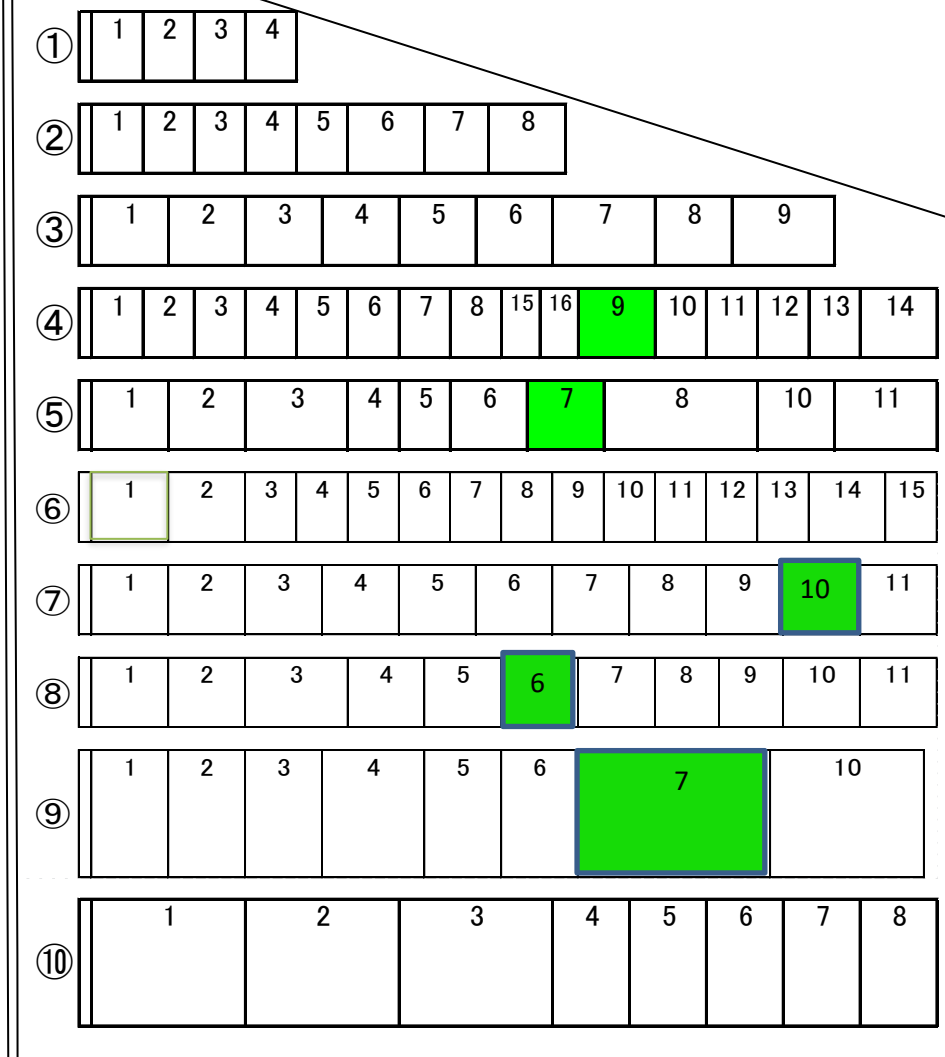 ① 1 2 3 4
② 1 2 3 4 5 6 7 8
③ 1 2 3 4 5 6 7 8 9
④ 1 2 3 4 5 6 7 8 15 16 9 10 11 12 13 14
⑤ 1 2 3 4 5 6 7 8 10 11
⑥ 1 2 3 4 5 6 7 8 9 10 11 12 13 14 15
⑦ 1 2 3 4 5 6 7 8 9 10 11
⑧ 1 2 3 4 5 6 7 8 9 10 11
⑨ 1 2 3 4 5 6 7 10
⑩ 1 2 3 4 5 6 7 8